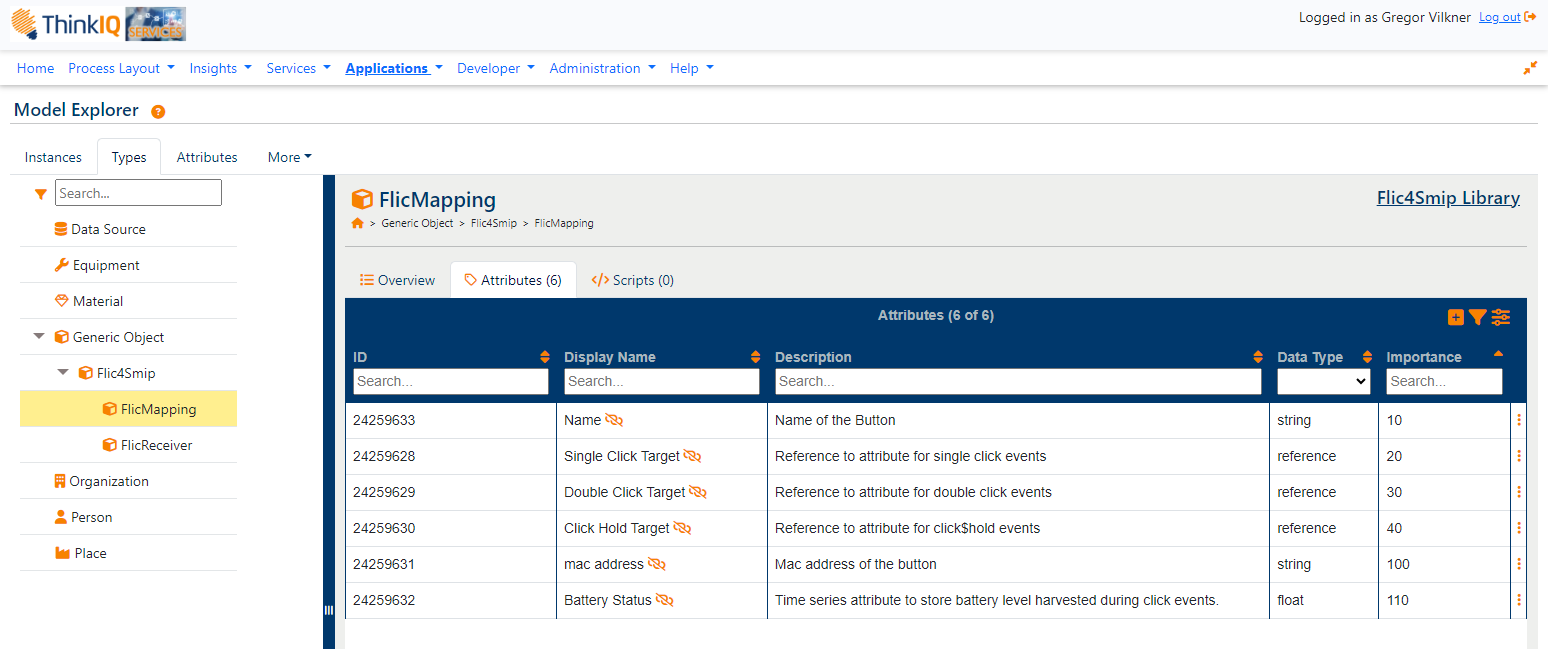 ThinkIQ SERVICES Logged in as Gregor Vilkner Log out
Home Process Layout Insights Services Applications Developer Administration Help
Model Explorer ?
Instances Types Attributes More
Search...
Data Source
Equipment
Material
Generic Object
Flic4Smip
FlicMapping
FlicReceiver
Organization
Person
Place
FlicMapping Flic4Smip Library
> Generic Object > Flic4Smip > FlicMapping
Overview Attributes (6) Scripts (0)
Attributes (6 of 6)
ID Display Name Description Data Type Importance
Search... Search... Search... Search...
24259633 Name Name of the Button string 10
24259628 Single Click Target Reference to attribute for single click events reference 20
24259629 Double Click Target Reference to attribute for double click events reference 30
24259630 Click Hold Target Reference to attribute for click$hold events reference 40
24259631 mac address Mac address of the button string 100
24259632 Battery Status Time series attribute to store battery level harvested during click events. float 110